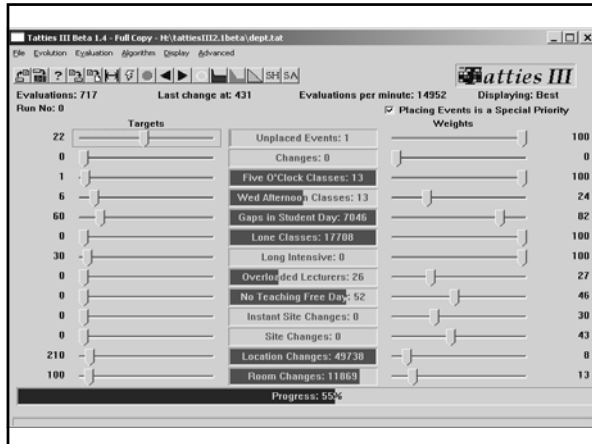 Tatties III Beta 1.4 - Full Copy - H:\tattiesIII2.1beta\dept.tat
File Evolution Evaluation Algorithm Display Advanced
? SH SA Tatties III
Evaluations: 717 Last change at: 431 Evaluations per minute: 14952 Displaying: Best
Run No: 0 Placing Events is a Special Priority
Targets Weights
22 Unplaced Events: 1 100
0 Changes: 0 0
1 Five O'Clock Classes: 13 100
6 Wed Afternoon Classes: 13 24
60 Gaps in Student Day: 7046 82
0 Lone Classes: 17708 100
30 Long Intensive: 0 100
0 Overloaded Lecturers: 26 27
0 No Teaching Free Day: 52 46
0 Instant Site Changes: 0 30
0 Site Changes: 0 43
210 Location Changes: 49738 8
100 Room Changes: 11869 13
Progress: 55%